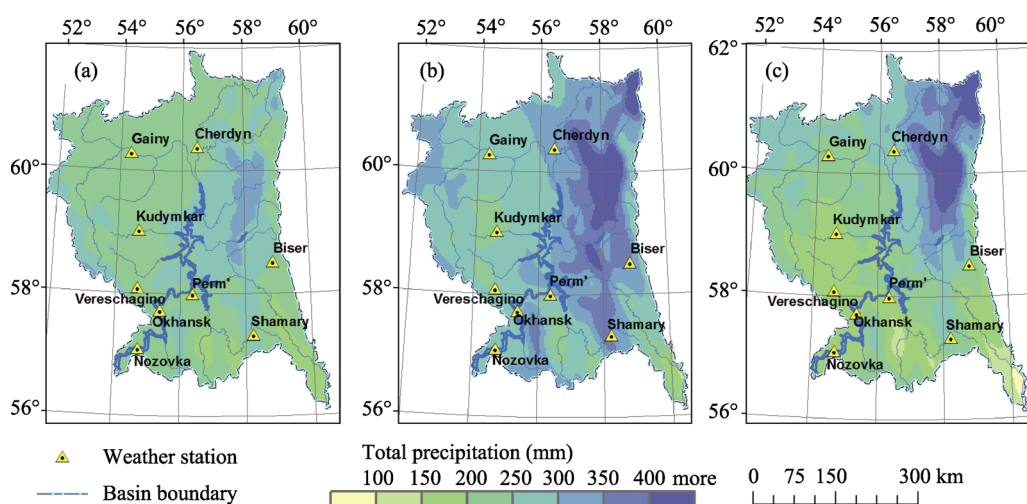 52° 54° 56° 58° 60° 52° 54° 56° 58° 60° 52° 54° 56° 58° 60°
62°
(a) (b) (c)
Gainy Cherdyn Gainy Cherdyn Gainy Cherdyn
60° 60° 60°
Kudymkar Kudymkar Kudymkar
Biser Biser Biser
58° 58° 58°
Perm' Perm' Perm'
Vereschagino Vereschagino Vereschagino
Okhansk Shamary Okhansk Shamary Okhansk Shamary
Nozovka Nozovka Nozovka
56° 56° 56°
Weather station
Basin boundary
Total precipitation (mm)
100 150 200 250 300 350 400 more
0 75 150 300 km